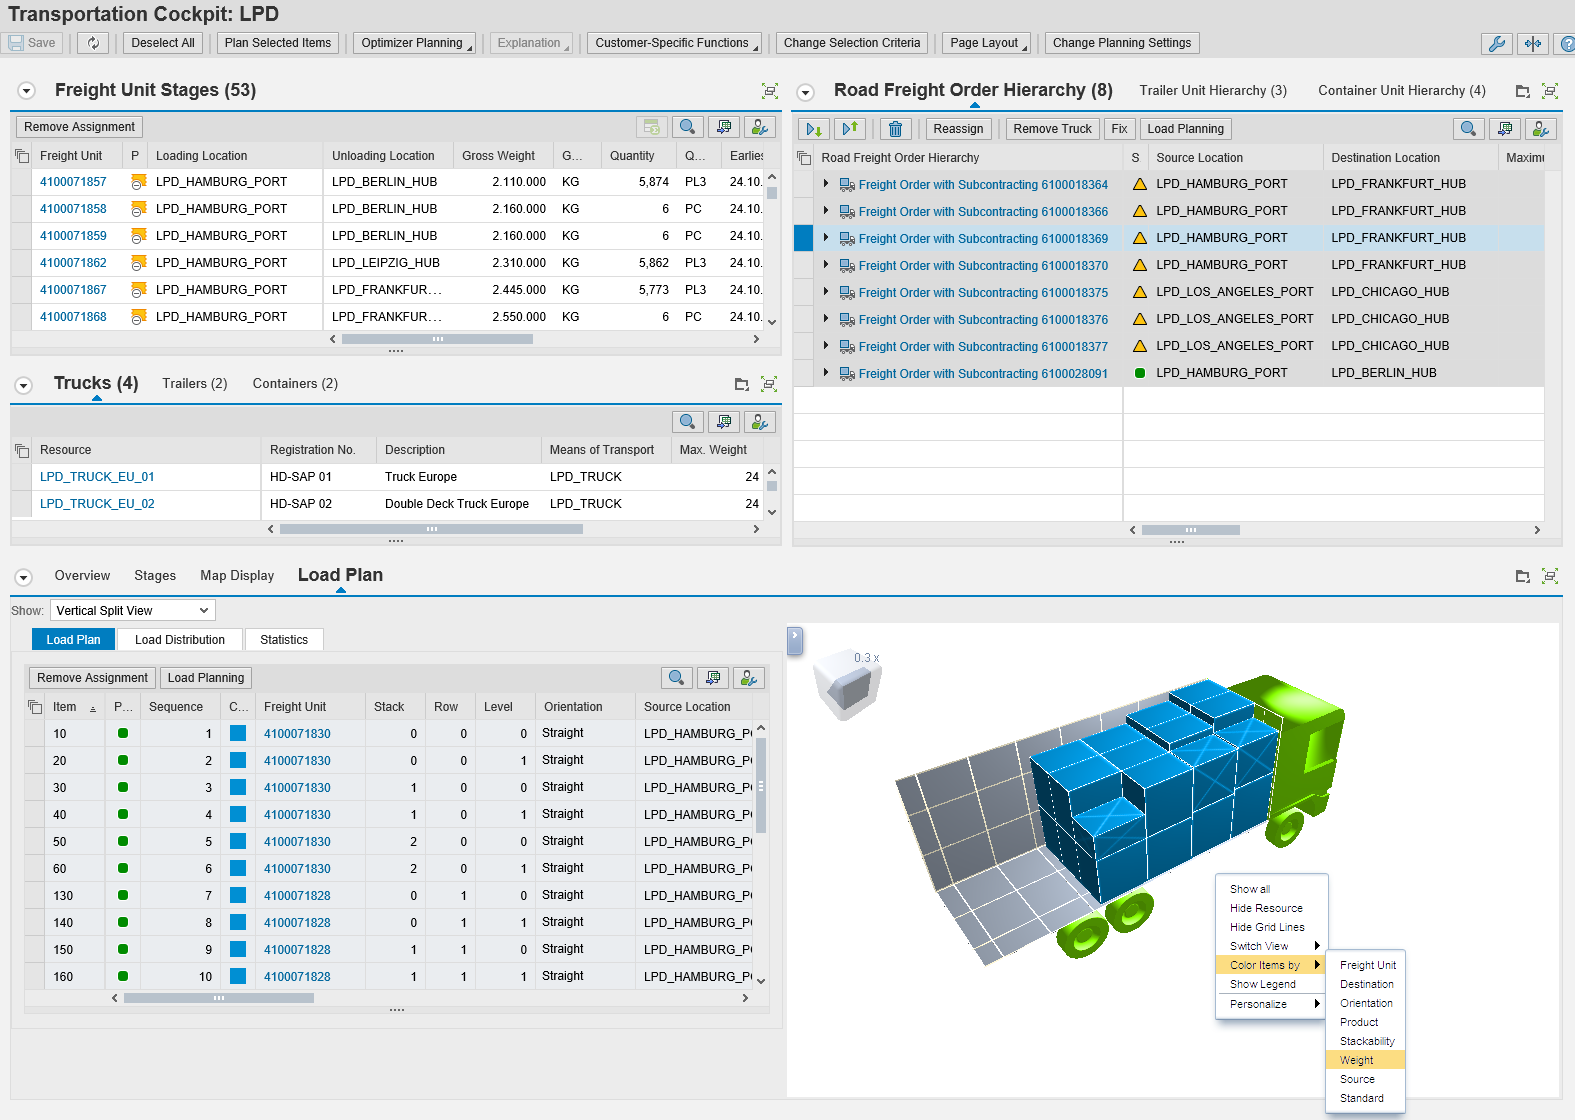 Transportation Cockpit: LPD
Save Deselect All Plan Selected Items Optimizer Planning Explanation Customer-Specific Functions Change Selection Criteria Page Layout Change Planning Settings
Freight Unit Stages (53)
Remove Assignment
Freight Unit P Loading Location Unloading Location Gross Weight G... Quantity Q... Earlies
4100071857 LPD_HAMBURG_PORT LPD_BERLIN_HUB 2.110.000 KG 5,874 PL3 24.10.
4100071858 LPD_HAMBURG_PORT LPD_BERLIN_HUB 2.160.000 KG 6 PC 24.10.
4100071859 LPD_HAMBURG_PORT LPD_BERLIN_HUB 2.160.000 KG 6 PC 24.10.
4100071862 LPD_HAMBURG_PORT LPD_LEIPZIG_HUB 2.310.000 KG 5,862 PL3 24.10.
4100071867 LPD_HAMBURG_PORT LPD_FRANKFUR... 2.445.000 KG 5,773 PL3 24.10.
4100071868 LPD_HAMBURG_PORT LPD_FRANKFUR... 2.550.000 KG 6 PC 24.10.
Trucks (4) Trailers (2) Containers (2)
Resource Registration No. Description Means of Transport Max. Weight
LPD_TRUCK_EU_01 HD-SAP 01 Truck Europe LPD_TRUCK 24
LPD_TRUCK_EU_02 HD-SAP 02 Double Deck Truck Europe LPD_TRUCK 24
Road Freight Order Hierarchy (8) Trailer Unit Hierarchy (3) Container Unit Hierarchy (4)
Reassign Remove Truck Fix Load Planning
Road Freight Order Hierarchy S Source Location Destination Location Maximu
Freight Order with Subcontracting 6100018364 LPD_HAMBURG_PORT LPD_FRANKFURT_HUB
Freight Order with Subcontracting 6100018366 LPD_HAMBURG_PORT LPD_FRANKFURT_HUB
Freight Order with Subcontracting 6100018369 LPD_HAMBURG_PORT LPD_FRANKFURT_HUB
Freight Order with Subcontracting 6100018370 LPD_HAMBURG_PORT LPD_FRANKFURT_HUB
Freight Order with Subcontracting 6100018375 LPD_LOS_ANGELES_PORT LPD_CHICAGO_HUB
Freight Order with Subcontracting 6100018376 LPD_LOS_ANGELES_PORT LPD_CHICAGO_HUB
Freight Order with Subcontracting 6100018377 LPD_LOS_ANGELES_PORT LPD_CHICAGO_HUB
Freight Order with Subcontracting 6100028091 LPD_HAMBURG_PORT LPD_BERLIN_HUB
Overview Stages Map Display Load Plan
Show: Vertical Split View
Load Plan Load Distribution Statistics
Remove Assignment Load Planning
Item P... Sequence C... Freight Unit Stack Row Level Orientation Source Location
10 1 4100071830 0 0 0 Straight LPD_HAMBURG_PO
20 2 4100071830 0 0 1 Straight LPD_HAMBURG_PO
30 3 4100071830 1 0 0 Straight LPD_HAMBURG_PO
40 4 4100071830 1 0 1 Straight LPD_HAMBURG_PO
50 5 4100071830 2 0 0 Straight LPD_HAMBURG_PO
60 6 4100071830 2 0 1 Straight LPD_HAMBURG_PO
130 7 4100071828 0 1 0 Straight LPD_HAMBURG_PO
140 8 4100071828 0 1 1 Straight LPD_HAMBURG_PO
150 9 4100071828 1 1 0 Straight LPD_HAMBURG_PO
160 10 4100071828 1 1 1 Straight LPD_HAMBURG_PO
0.3 x
Show all
Hide Resource
Hide Grid Lines
Switch View
Color Items by
Show Legend
Personalize
Freight Unit
Destination
Orientation
Product
Stackability
Weight
Source
Standard